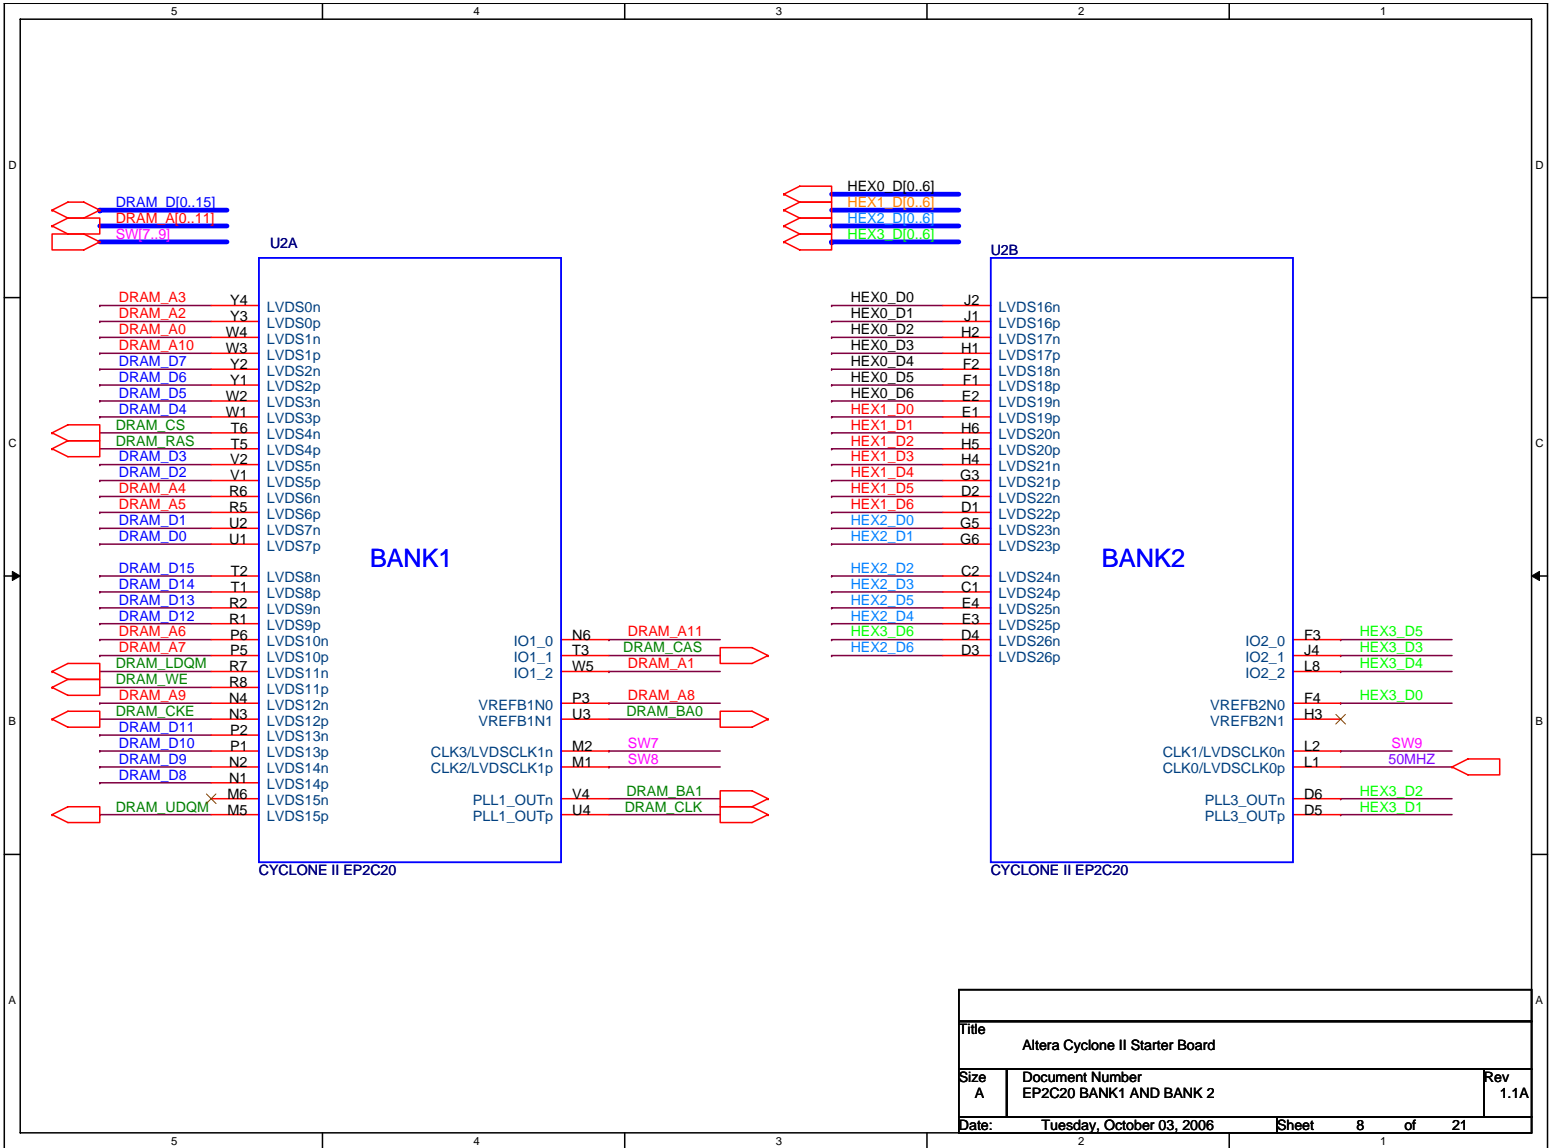 5 4 3 2 1
D D
C C
B B
A A
DRAM_D[0..15]
DRAM_A[0..11]
SW[7..9]
U2A
DRAM_A3 Y4 LVDS0n
DRAM_A2 Y3 LVDS0p
DRAM_A0 W4 LVDS1n
DRAM_A10 W3 LVDS1p
DRAM_D7 Y2 LVDS2n
DRAM_D6 Y1 LVDS2p
DRAM_D5 W2 LVDS3n
DRAM_D4 W1 LVDS3p
DRAM_CS T6 LVDS4n
DRAM_RAS T5 LVDS4p
DRAM_D3 V2 LVDS5n
DRAM_D2 V1 LVDS5p
DRAM_A4 R6 LVDS6n
DRAM_A5 R5 LVDS6p
DRAM_D1 U2 LVDS7n
DRAM_D0 U1 LVDS7p
BANK1
DRAM_D15 T2 LVDS8n
DRAM_D14 T1 LVDS8p
DRAM_D13 R2 LVDS9n
DRAM_D12 R1 LVDS9p
DRAM_A6 P6 LVDS10n
DRAM_A7 P5 LVDS10p
DRAM_LDQM R7 LVDS11n
DRAM_WE R8 LVDS11p
DRAM_A9 N4 LVDS12n
DRAM_CKE N3 LVDS12p
DRAM_D11 P2 LVDS13n
DRAM_D10 P1 LVDS13p
DRAM_D9 N2 LVDS14n
DRAM_D8 N1 LVDS14p
M6 LVDS15n
DRAM_UDQM M5 LVDS15p
IO1_0 N6 DRAM_A11
IO1_1 T3 DRAM_CAS
IO1_2 W5 DRAM_A1
VREFB1N0 P3 DRAM_A8
VREFB1N1 U3 DRAM_BA0
CLK3/LVDSCLK1n M2 SW7
CLK2/LVDSCLK1p M1 SW8
PLL1_OUTn V4 DRAM_BA1
PLL1_OUTp U4 DRAM_CLK
CYCLONE II EP2C20
HEX0_D[0..6]
HEX1_D[0..6]
HEX2_D[0..6]
HEX3_D[0..6]
U2B
HEX0_D0 J2 LVDS16n
HEX0_D1 J1 LVDS16p
HEX0_D2 H2 LVDS17n
HEX0_D3 H1 LVDS17p
HEX0_D4 F2 LVDS18n
HEX0_D5 F1 LVDS18p
HEX0_D6 E2 LVDS19n
HEX1_D0 E1 LVDS19p
HEX1_D1 H6 LVDS20n
HEX1_D2 H5 LVDS20p
HEX1_D3 H4 LVDS21n
HEX1_D4 G3 LVDS21p
HEX1_D5 D2 LVDS22n
HEX1_D6 D1 LVDS22p
HEX2_D0 G5 LVDS23n
HEX2_D1 G6 LVDS23p
BANK2
HEX2_D2 C2 LVDS24n
HEX2_D3 C1 LVDS24p
HEX2_D5 E4 LVDS25n
HEX2_D4 E3 LVDS25p
HEX3_D6 D4 LVDS26n
HEX2_D6 D3 LVDS26p
IO2_0 F3 HEX3_D5
IO2_1 J4 HEX3_D3
IO2_2 L8 HEX3_D4
VREFB2N0 F4 HEX3_D0
VREFB2N1 H3
CLK1/LVDSCLK0n L2 SW9
CLK0/LVDSCLK0p L1 50MHZ
PLL3_OUTn D6 HEX3_D2
PLL3_OUTp D5 HEX3_D1
CYCLONE II EP2C20
Title
Altera Cyclone II Starter Board
Size Document Number Rev
A EP2C20 BANK1 AND BANK 2 1.1A
Date: Tuesday, October 03, 2006 Sheet 8 of 21
5 4 3 2 1